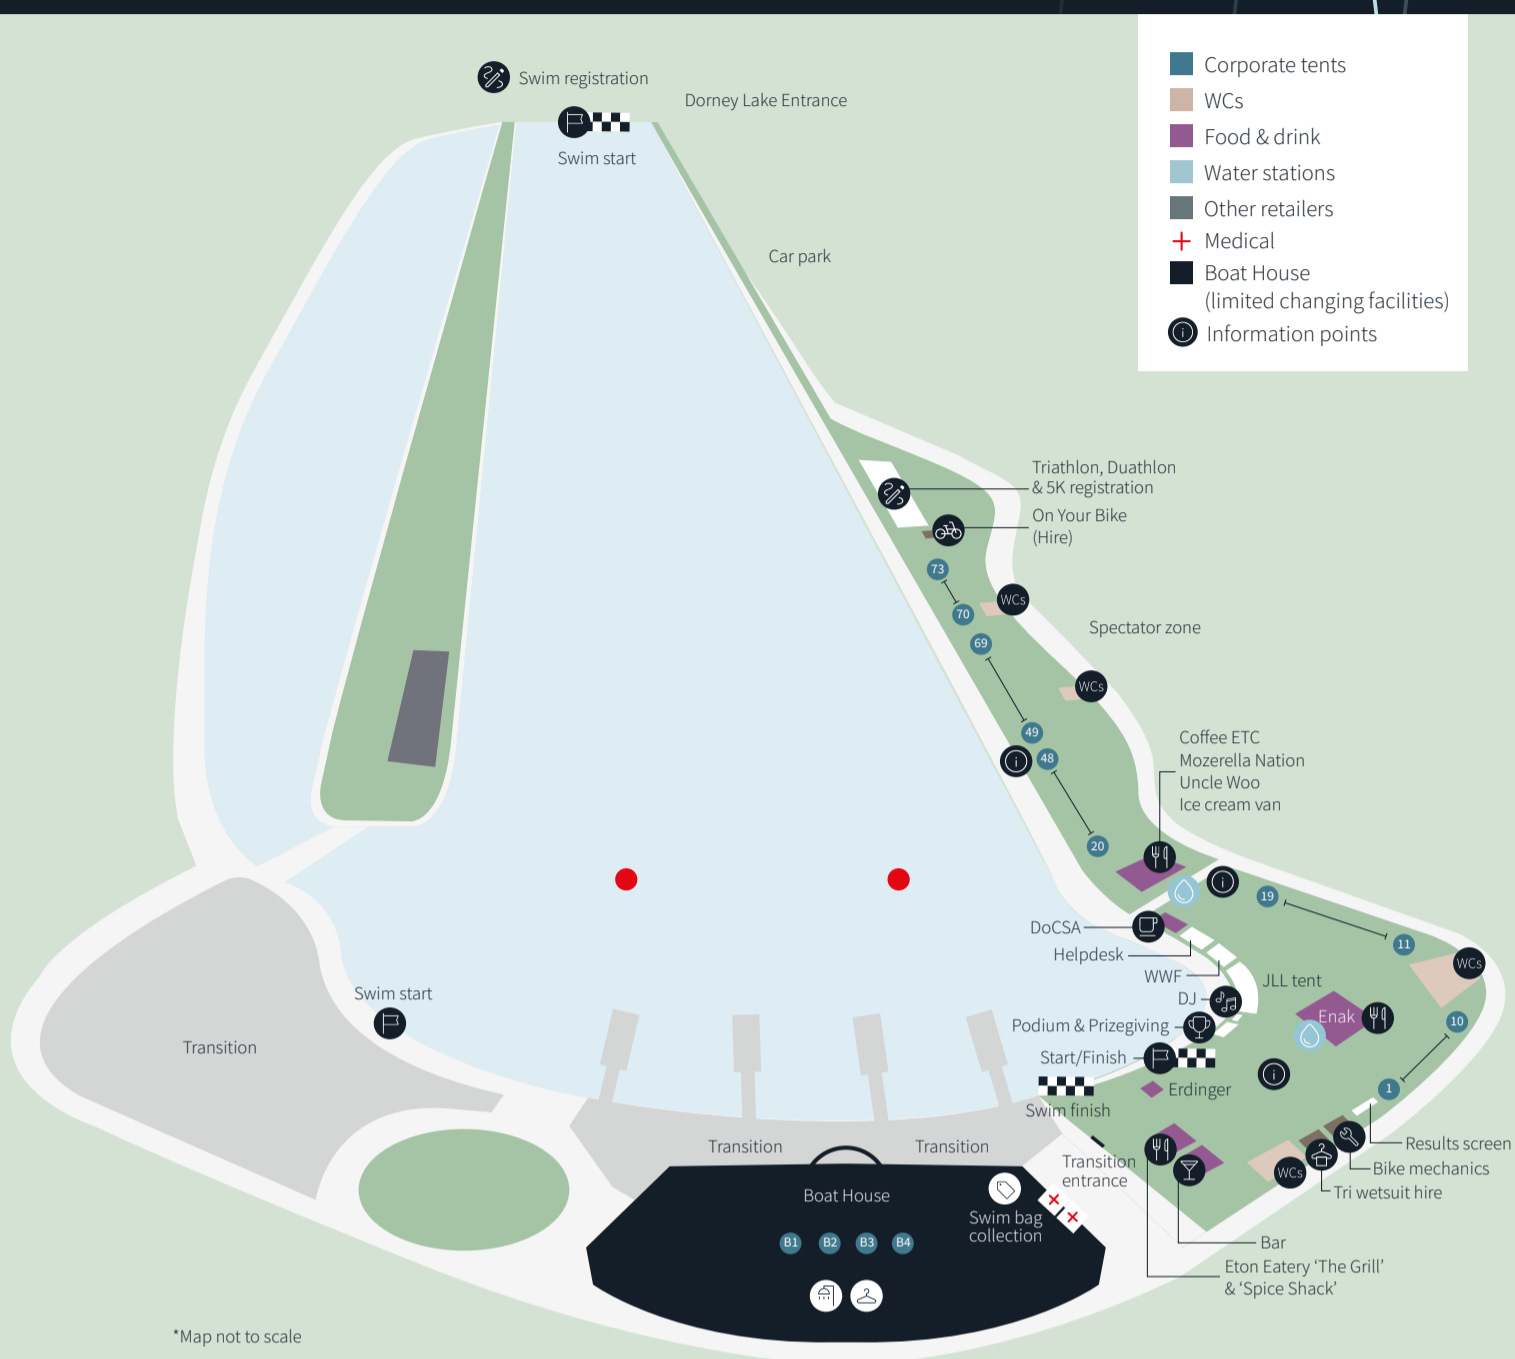 Swim registration
Dorney Lake Entrance
Swim start
Car park
Corporate tents
WCs
Food & drink
Water stations
Other retailers
Medical
Boat House
(limited changing facilities)
Information points
Triathlon, Duathlon
& 5K registration
On Your Bike
(Hire)
73
70
WCs
69
Spectator zone
WCs
49
48
20
Coffee ETC
Mozerella Nation
Uncle Woo
Ice cream van
19
11
WCs
DoCSA
Helpdesk
WWF
JLL tent
DJ
Enak
10
Podium & Prizegiving
Start/Finish
Erdinger
1
Swim finish
Swim start
Transition
Transition
Transition
Transition
entrance
Results screen
Bike mechanics
WCs
Tri wetsuit hire
Boat House
Swim bag
collection
B1
B2
B3
B4
Bar
Eton Eatery ‘The Grill’
& ‘Spice Shack’
*Map not to scale